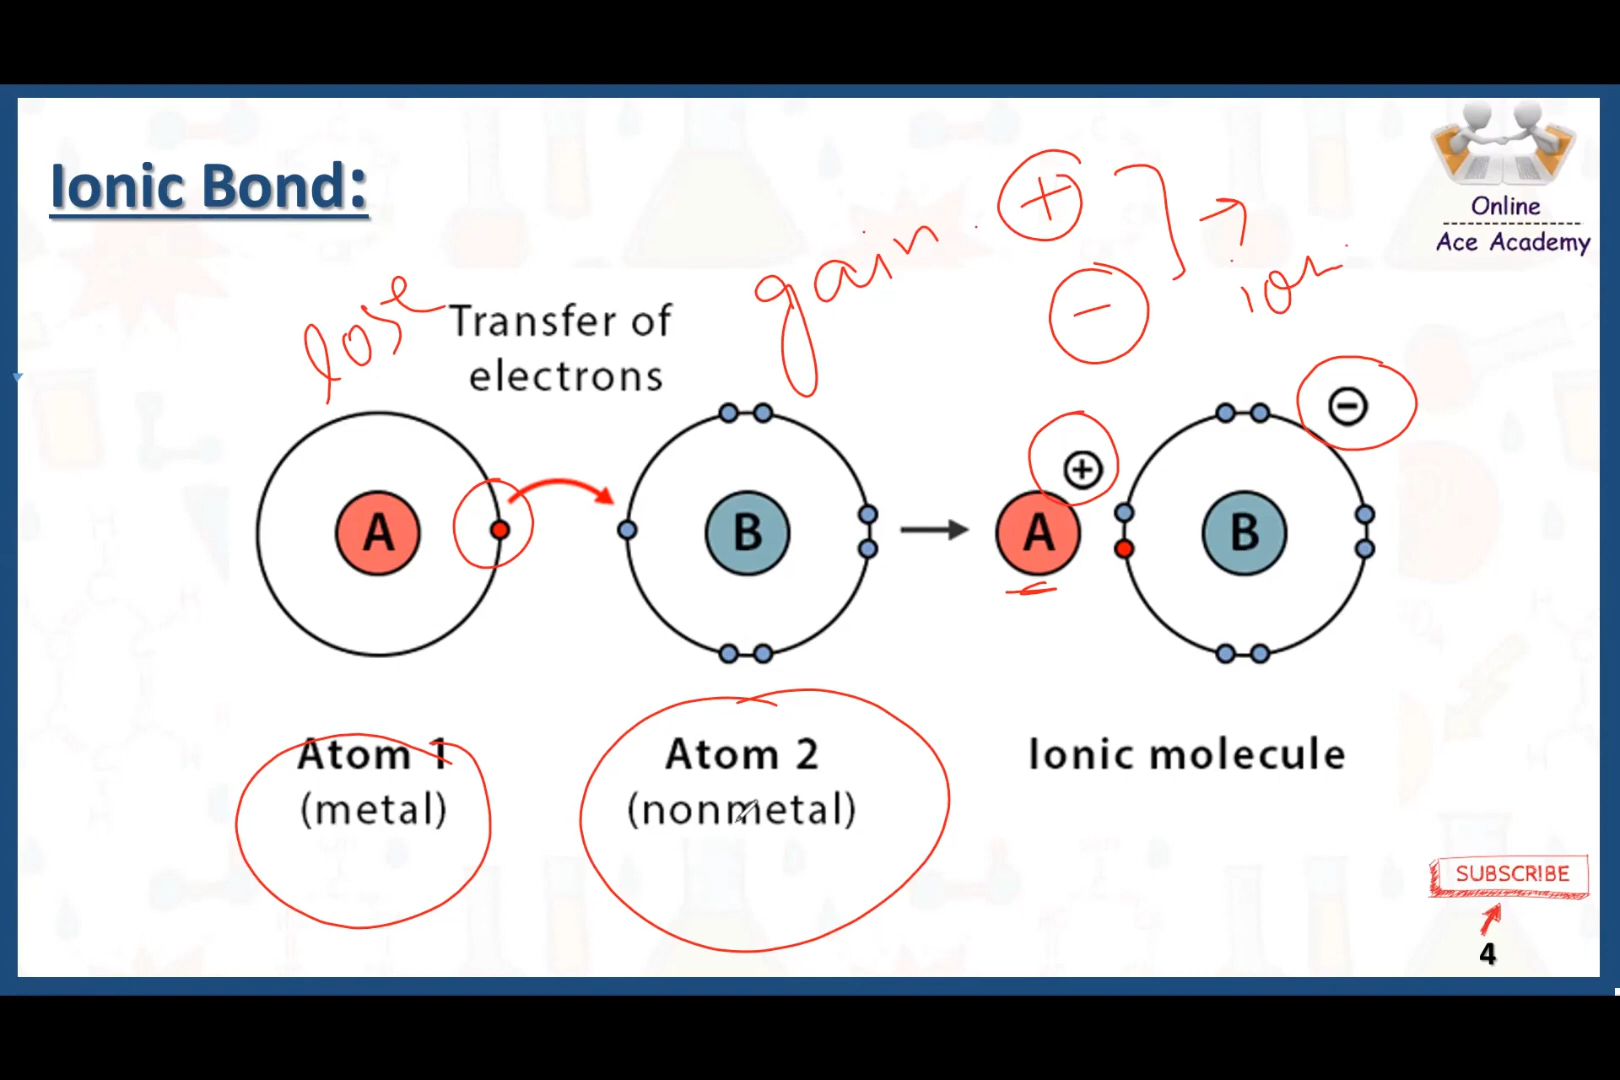 Ionic Bond:
Online
Ace Academy
+
−
ion
lose
gain
Transfer of
electrons
A
B
+
A
−
B
Atom 1
(metal)
Atom 2
(nonmetal)
Ionic molecule
SUBSCRIBE
4